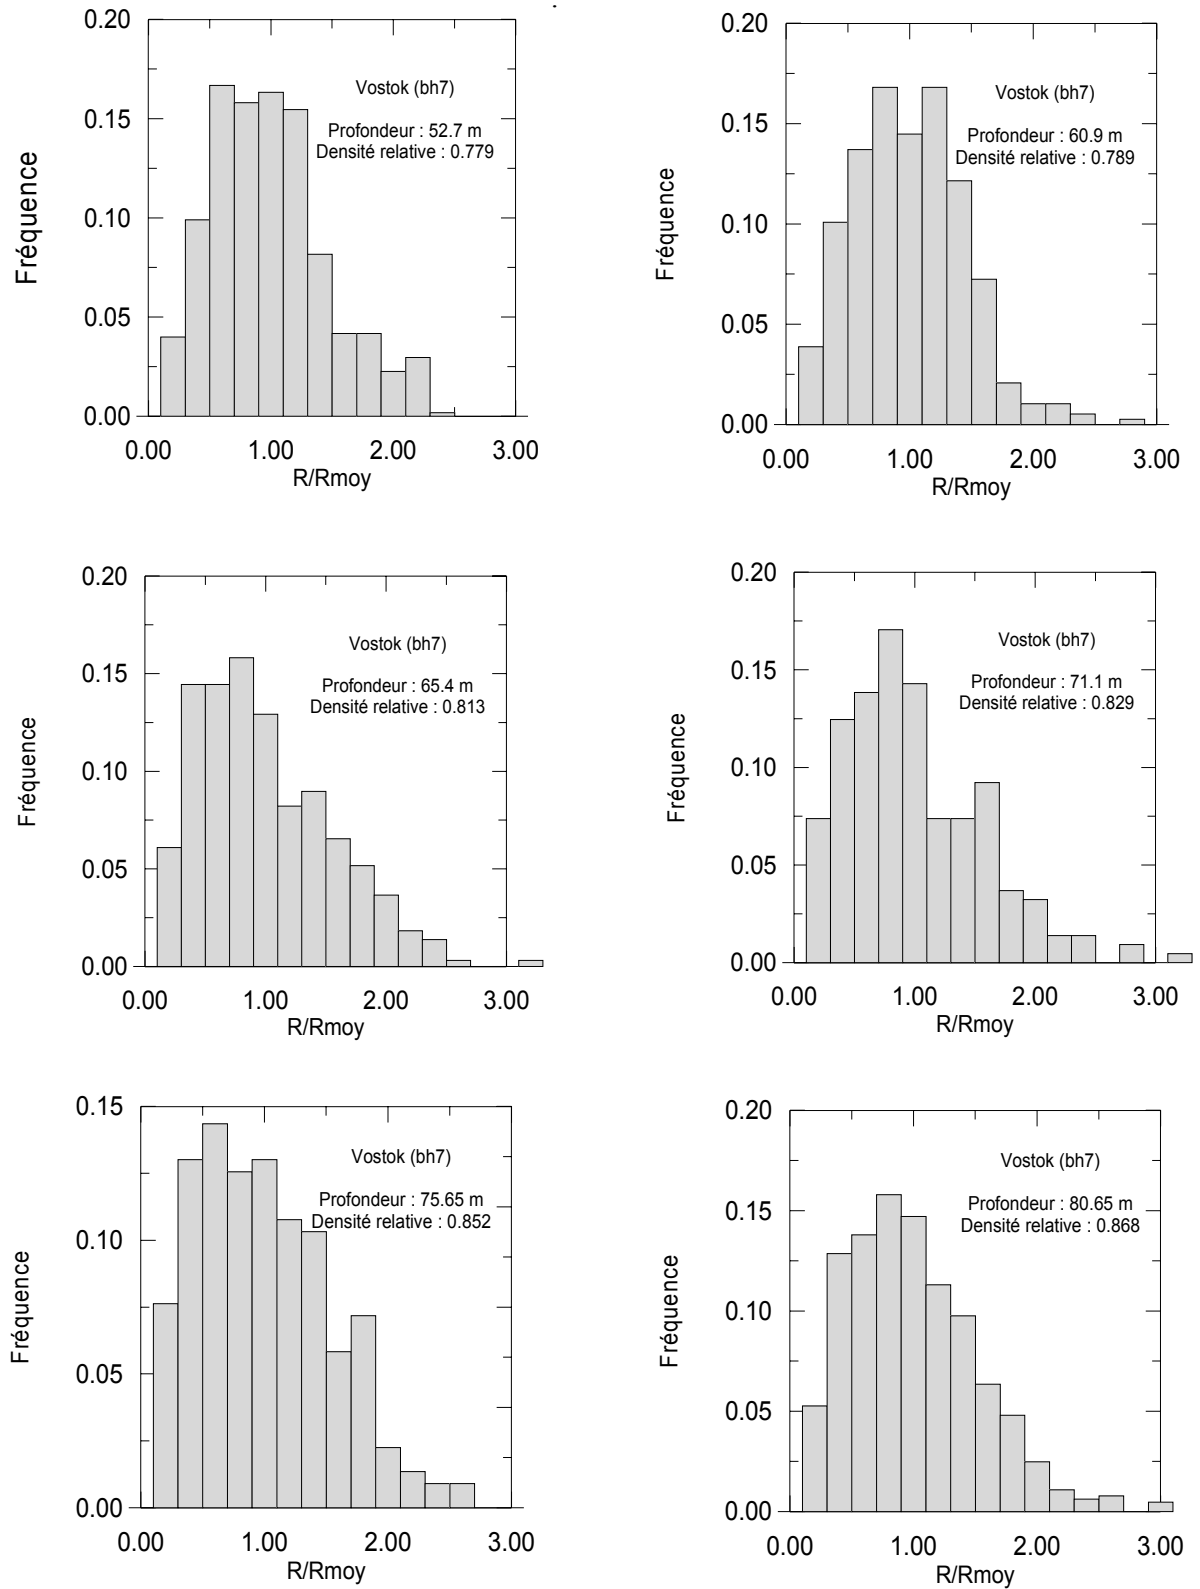 0.20
0.15
0.10
0.05
0.00
Fréquence
Vostok (bh7)
Profondeur : 52.7 m
Densité relative : 0.779
0.00 1.00 2.00 3.00
R/Rmoy
0.20
0.15
0.10
0.05
0.00
Fréquence
Vostok (bh7)
Profondeur : 60.9 m
Densité relative : 0.789
0.00 1.00 2.00 3.00
R/Rmoy
0.20
0.15
0.10
0.05
0.00
Fréquence
Vostok (bh7)
Profondeur : 65.4 m
Densité relative : 0.813
0.00 1.00 2.00 3.00
R/Rmoy
0.20
0.15
0.10
0.05
0.00
Fréquence
Vostok (bh7)
Profondeur : 71.1 m
Densité relative : 0.829
0.00 1.00 2.00 3.00
R/Rmoy
0.15
0.10
0.05
0.00
Fréquence
Vostok (bh7)
Profondeur : 75.65 m
Densité relative : 0.852
0.00 1.00 2.00 3.00
R/Rmoy
0.20
0.15
0.10
0.05
0.00
Fréquence
Vostok (bh7)
Profondeur : 80.65 m
Densité relative : 0.868
0.00 1.00 2.00 3.00
R/Rmoy